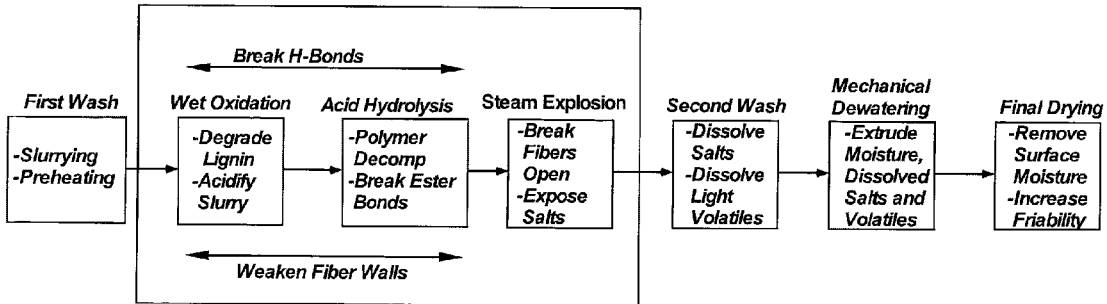 Break H-Bonds
First Wash
-Slurrying
-Preheating
Wet Oxidation
-Degrade
Lignin
-Acidify
Slurry
Acid Hydrolysis
-Polymer
Decomp
-Break Ester
Bonds
Steam Explosion
-Break
Fibers
Open
-Expose
Salts
Weaken Fiber Walls
Second Wash
-Dissolve
Salts
-Dissolve
Light
Volatiles
Mechanical
Dewatering
-Extrude
Moisture,
Dissolved
Salts and
Volatiles
Final Drying
-Remove
Surface
Moisture
-Increase
Friability